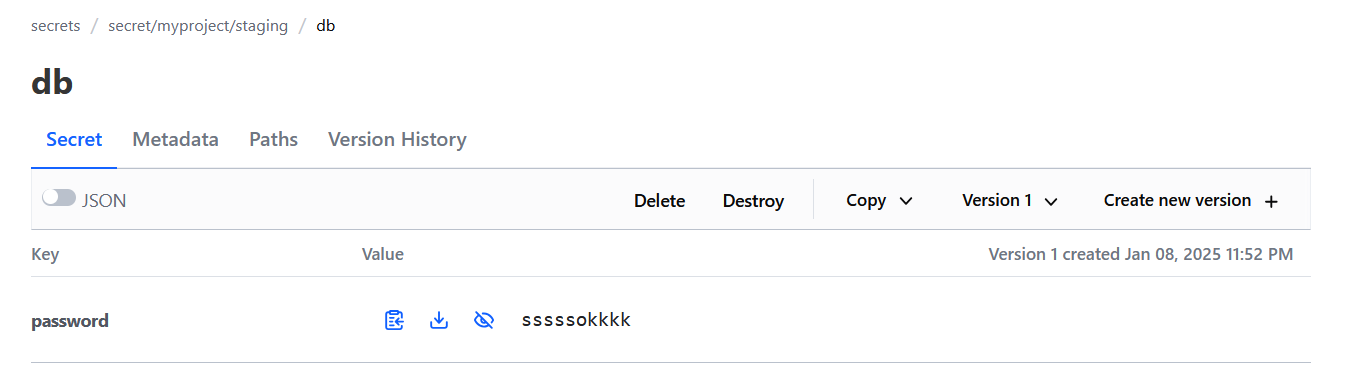 secrets / secret/myproject/staging / db
db
Secret Metadata Paths Version History
JSON Delete Destroy Copy Version 1 Create new version +
Key Value Version 1 created Jan 08, 2025 11:52 PM
password sssssokkkk